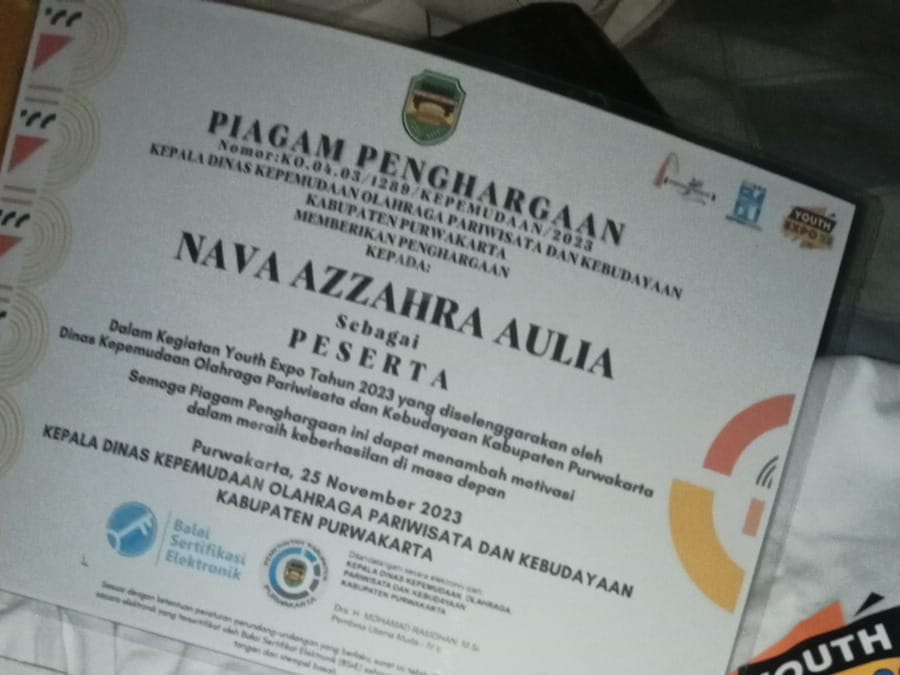 PIAGAM PENGHARGAAN
Nomor:KO.04.03/1289/KEPEMUDAAN/2023
KEPALA DINAS KEPEMUDAAN OLAHRAGA PARIWISATA DAN KEBUDAYAAN
KABUPATEN PURWAKARTA
MEMBERIKAN PENGHARGAAN
KEPADA:
NAVA AZZAHRA AULIA
Sebagai
PESERTA
Dalam Kegiatan Youth Expo Tahun 2023 yang diselenggarakan oleh
Dinas Kepemudaan Olahraga Pariwisata dan Kebudayaan Kabupaten Purwakarta
Semoga Piagam Penghargaan ini dapat menambah motivasi
dalam meraih keberhasilan di masa depan
Purwakarta, 25 November 2023
KEPALA DINAS KEPEMUDAAN OLAHRAGA PARIWISATA DAN KEBUDAYAAN
KABUPATEN PURWAKARTA
Balai
Sertifikasi
Elektronik
PURWAKARTA
Ditandatangani secara elektronik oleh:
KEPALA DINAS KEPEMUDAAN, OLAHRAGA,
PARIWISATA DAN KEBUDAYAAN
KABUPATEN PURWAKARTA
Drs. H. MOHAMAD RAMDHAN, M.Si
Pembina Utama Muda
Sesuai dengan ketentuan peraturan perundang-undangan yang berlaku, surat
secara elektronik yang tersertifikasi oleh Balai Sertifikat Elektronik (BSrE)
tangan dan stempel basah
YOUTH
EXPO
YOUTH